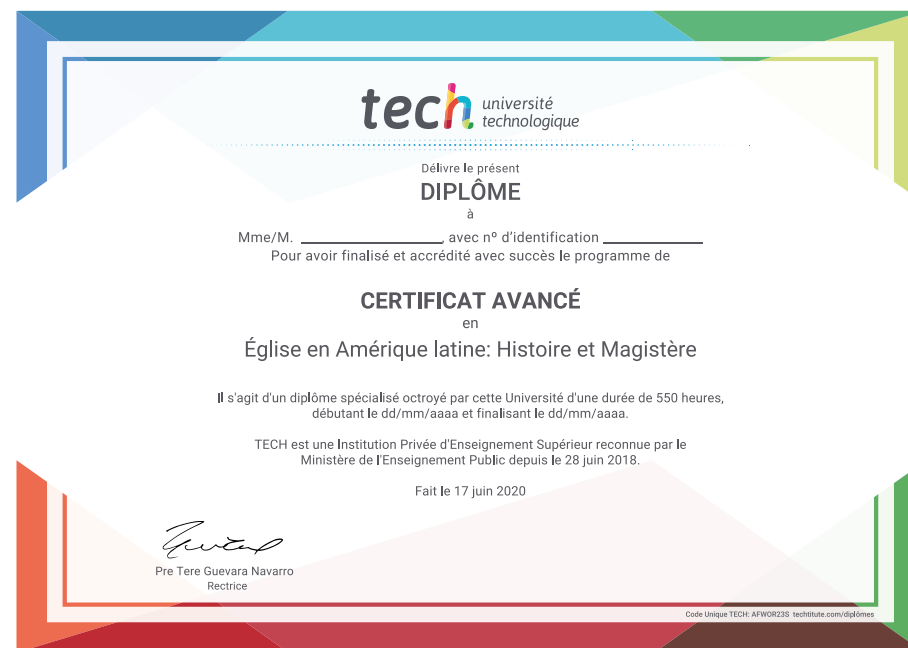 tech université
technologique
Délivre le présent
DIPLÔME
à
Mme/M. ____________________, avec nº d'identification ______________
Pour avoir finalisé et accrédité avec succès le programme de
CERTIFICAT AVANCÉ
en
Église en Amérique latine: Histoire et Magistère
Il s'agit d'un diplôme spécialisé octroyé par cette Université d'une durée de 550 heures,
débutant le dd/mm/aaaa et finalisant le dd/mm/aaaa.
TECH est une Institution Privée d'Enseignement Supérieur reconnue par le
Ministère de l'Enseignement Public depuis le 28 juin 2018.
Fait le 17 juin 2020
Pre Tere Guevara Navarro
Rectrice
Code Unique TECH: AFWOR23S techtitute.com/diplômes